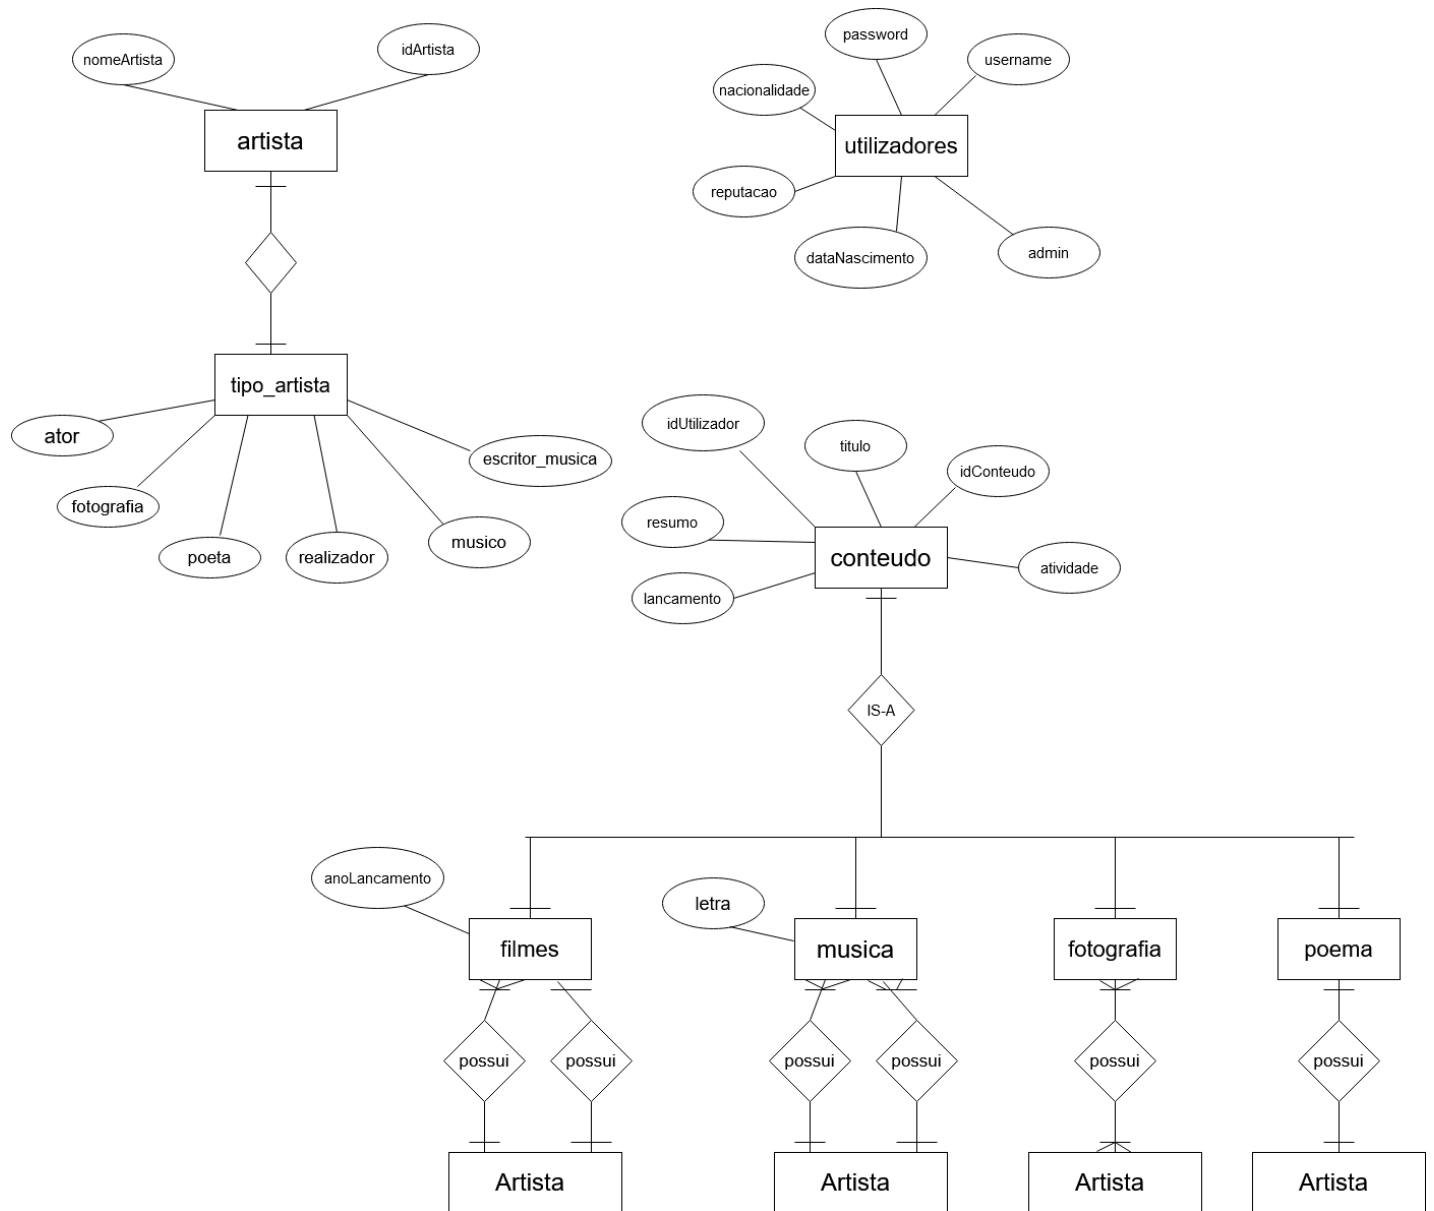 nomeArtista
idArtista
artista
password
username
nacionalidade
utilizadores
reputacao
dataNascimento
admin
tipo_artista
ator
fotografia
poeta
realizador
musico
escritor_musica
idUtilizador
titulo
idConteudo
resumo
conteudo
atividade
lancamento
IS-A
anoLancamento
letra
filmes
musica
fotografia
poema
possui
possui
possui
possui
possui
possui
Artista
Artista
Artista
Artista